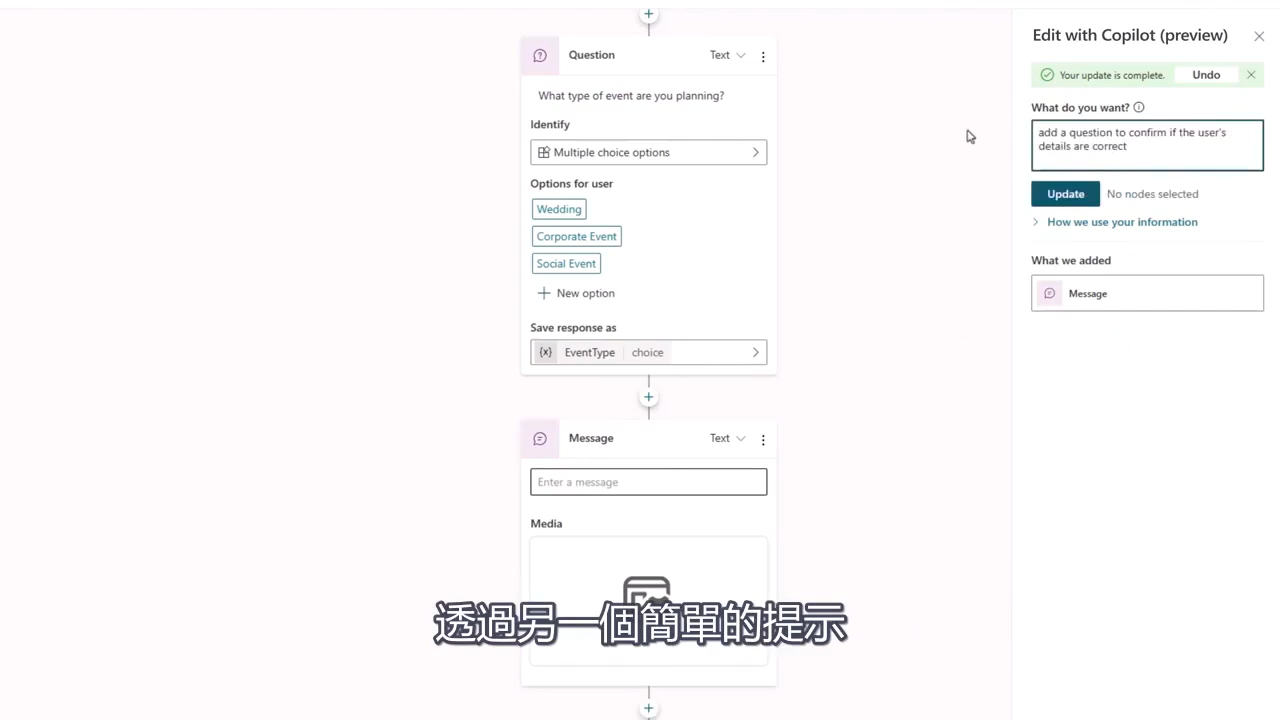 Question
Text
What type of event are you planning?
Identify
Multiple choice options
Options for user
Wedding
Corporate Event
Social Event
New option
Save response as
{x} EventType choice
Message
Text
Enter a message
Media
透過另一個簡單的提示
Edit with Copilot (preview)
Your update is complete.
Undo
What do you want?
add a question to confirm if the user's
details are correct
Update
No nodes selected
How we use your information
What we added
Message